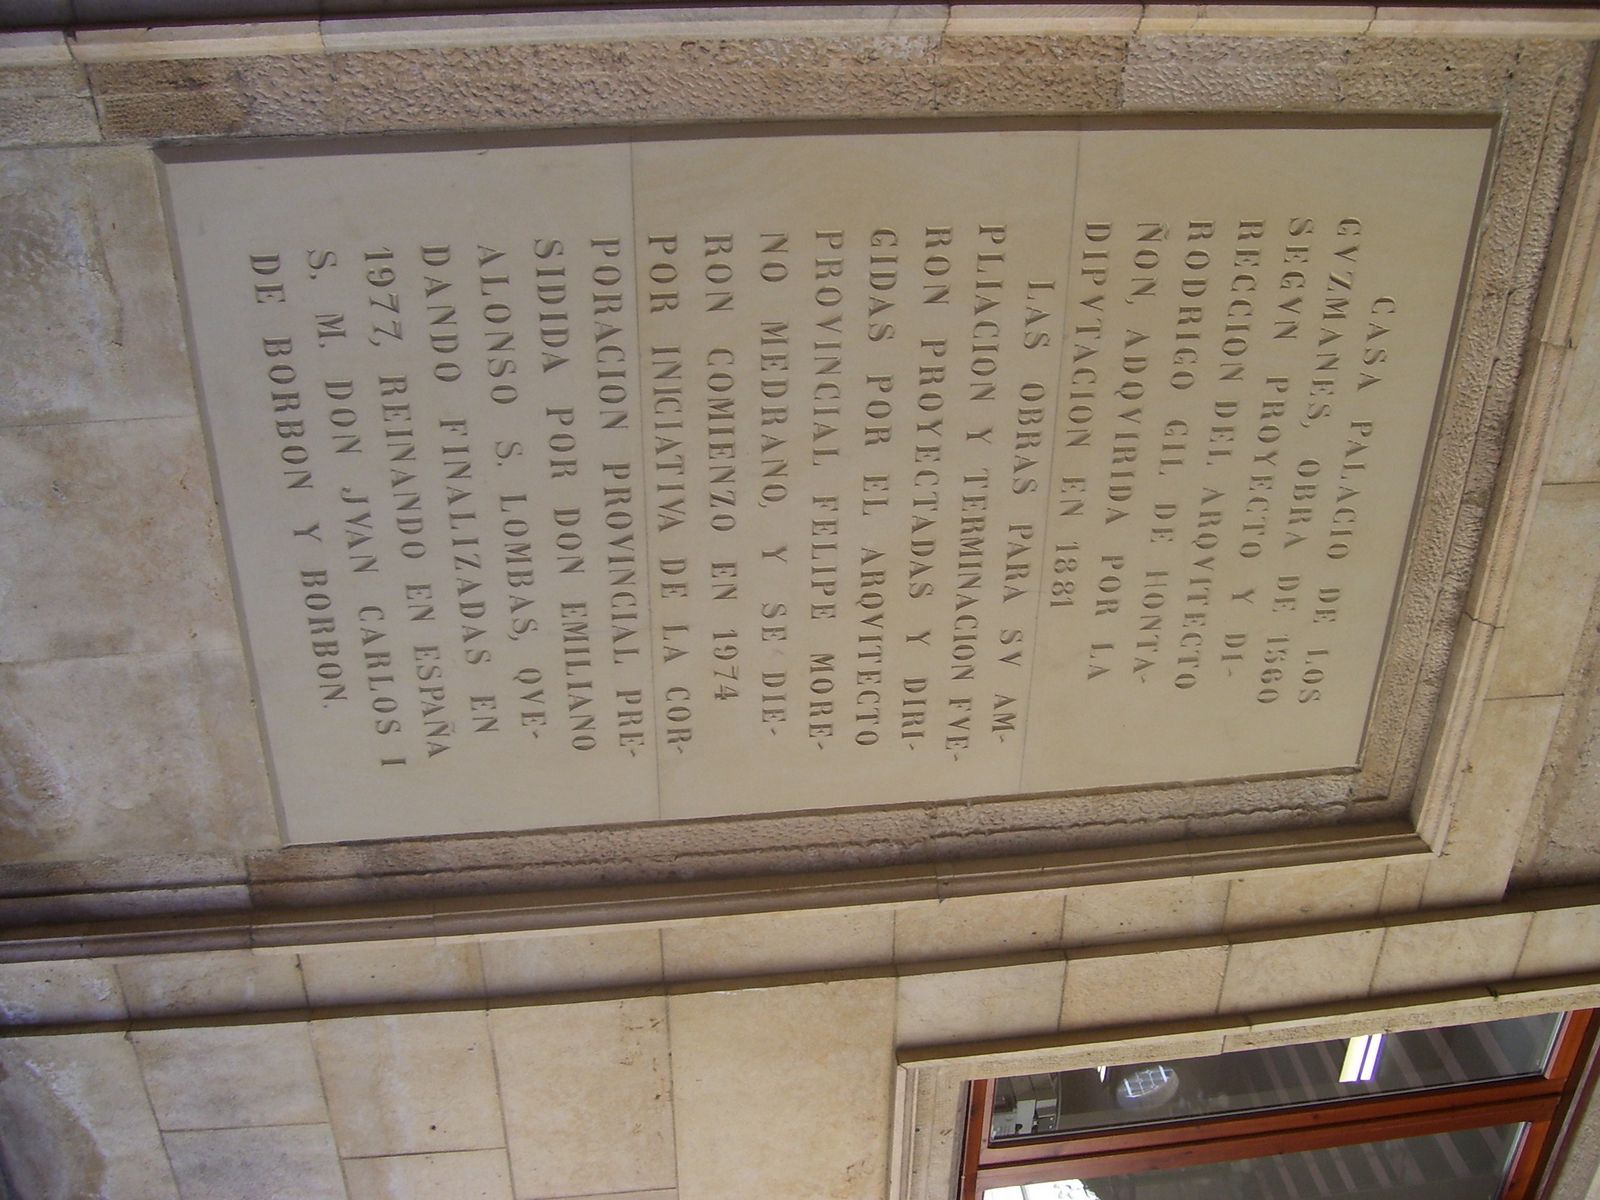 CASA PALACIO DE LOS
GVZMANES, OBRA DE 1560
SEGVN PROYECTO Y DI-
RECCION DEL ARQVITECTO
RODRIGO GIL DE HONTA-
ÑON, ADQVIRIDA POR LA
DIPVTACION EN 1881
LAS OBRAS PARA SV AM-
PLIACION Y TERMINACION FVE-
RON PROYECTADAS Y DIRI-
GIDAS POR EL ARQVITECTO
PROVINCIAL FELIPE MORE-
NO MEDRANO, Y SE DIE-
RON COMIENZO EN 1974
POR INICIATIVA DE LA COR-
PORACION PROVINCIAL PRE-
SIDIDA POR DON EMILIANO
ALONSO S. LOMBAS, QVE-
DANDO FINALIZADAS EN
1977, REINANDO EN ESPAÑA
S. M. DON JVAN CARLOS I
DE BORBON Y BORBON.